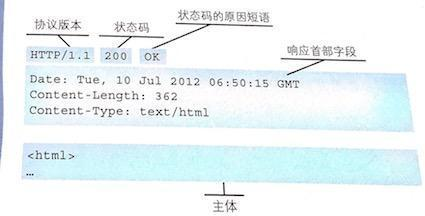 协议版本 状态码 状态码的原因短语
HTTP/1.1 200 OK
响应首部字段
Date: Tue, 10 Jul 2012 06:50:15 GMT
Content-Length: 362
Content-Type: text/html
<html>
…
主体